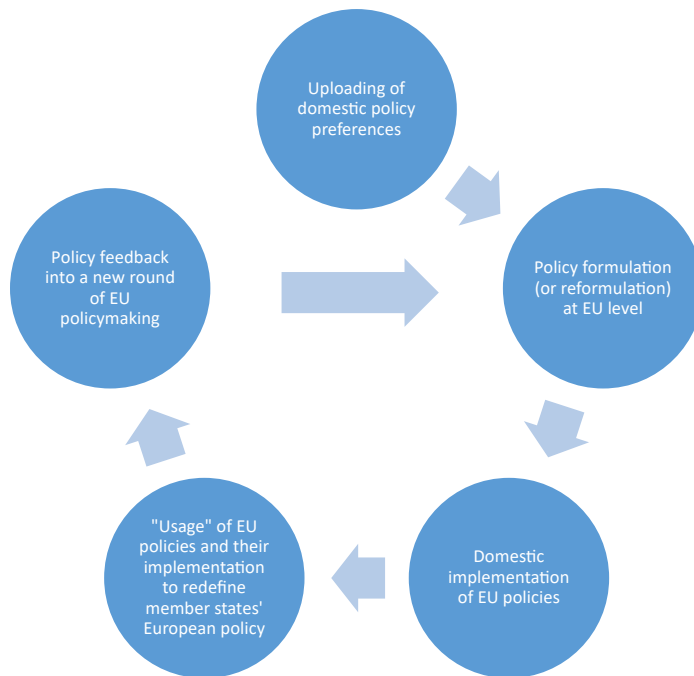 Uploading of
domestic policy
preferences
Policy formulation
(or reformulation)
at EU level
Domestic
implementation
of EU policies
"Usage" of EU
policies and their
implementation
to redefine
member states'
European policy
Policy feedback
into a new round
of EU
policymaking